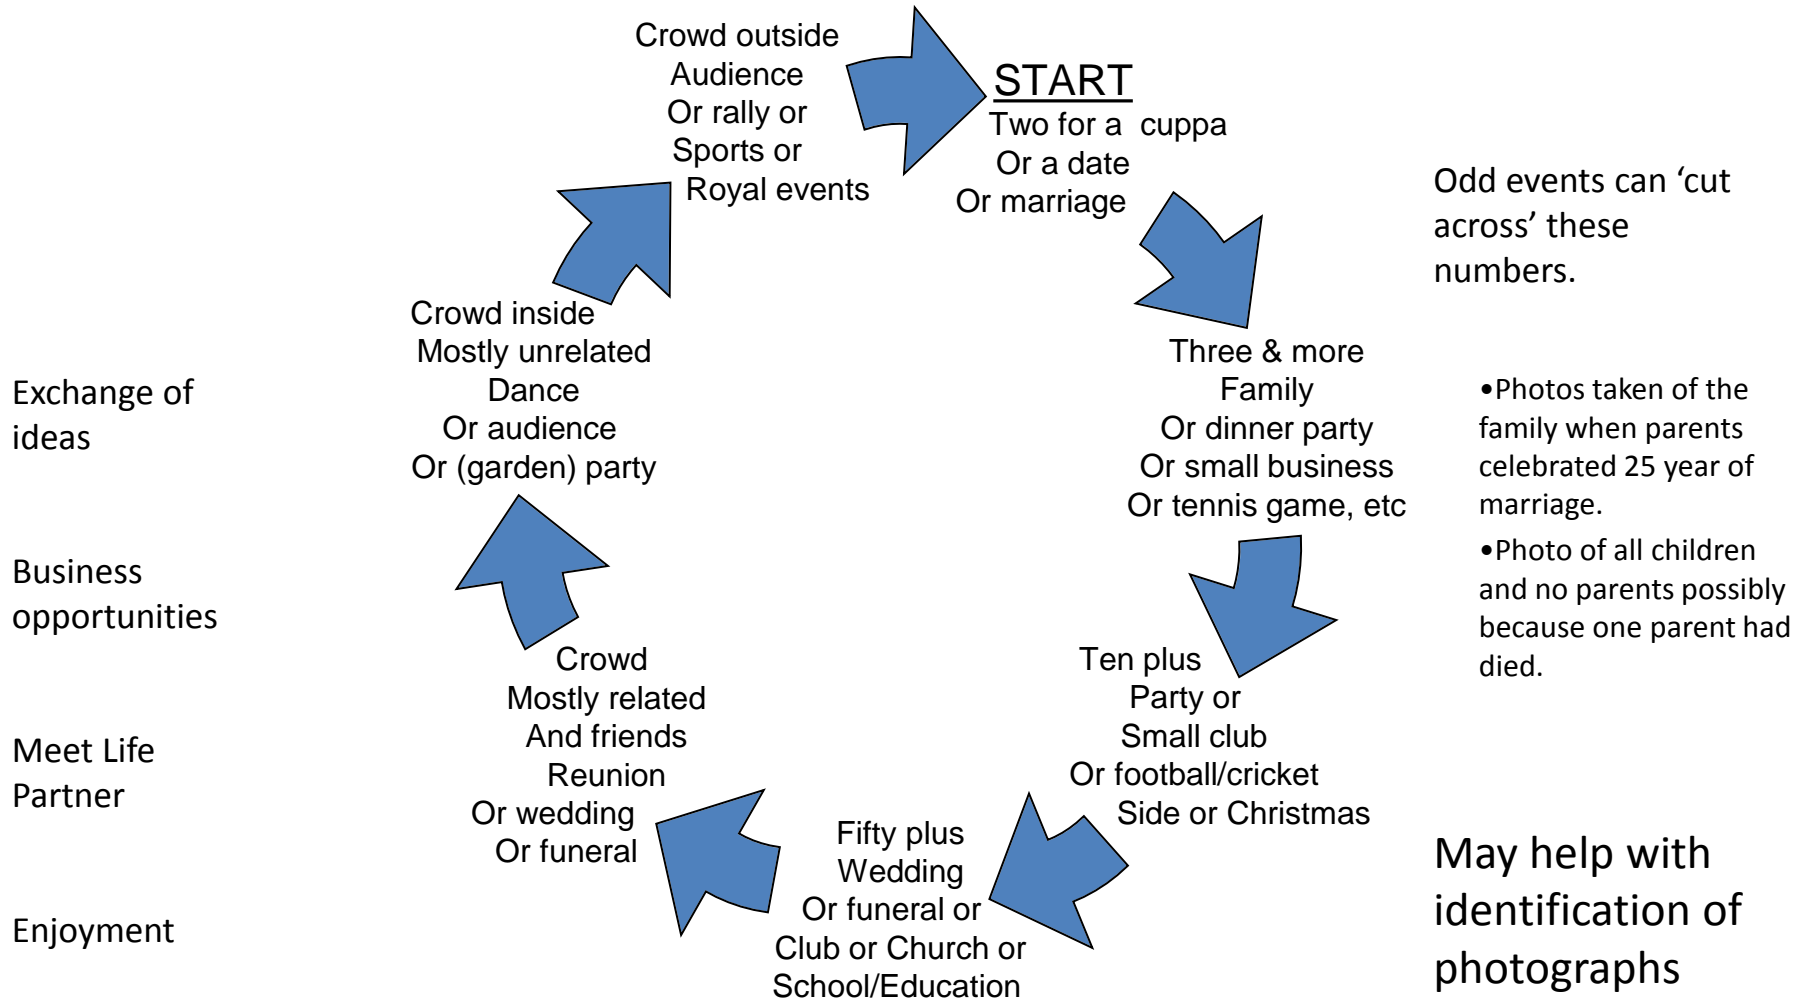 START
Two for a cuppa
Or a date
Or marriage
Three & more
Family
Or dinner party
Or small business
Or tennis game, etc
Ten plus
Party or
Small club
Or football/cricket
Side or Christmas
Fifty plus
Wedding
Or funeral or
Club or Church or
School/Education
Crowd
Mostly related
And friends
Reunion
Or wedding
Or funeral
Crowd inside
Mostly unrelated
Dance
Or audience
Or (garden) party
Crowd outside
Audience
Or rally or
Sports or
Royal events
Exchange of
ideas
Business
opportunities
Meet Life
Partner
Enjoyment
Odd events can ‘cut
across’ these
numbers.
•Photos taken of the
family when parents
celebrated 25 year of
marriage.
•Photo of all children
and no parents possibly
because one parent had
died.
May help with
identification of
photographs